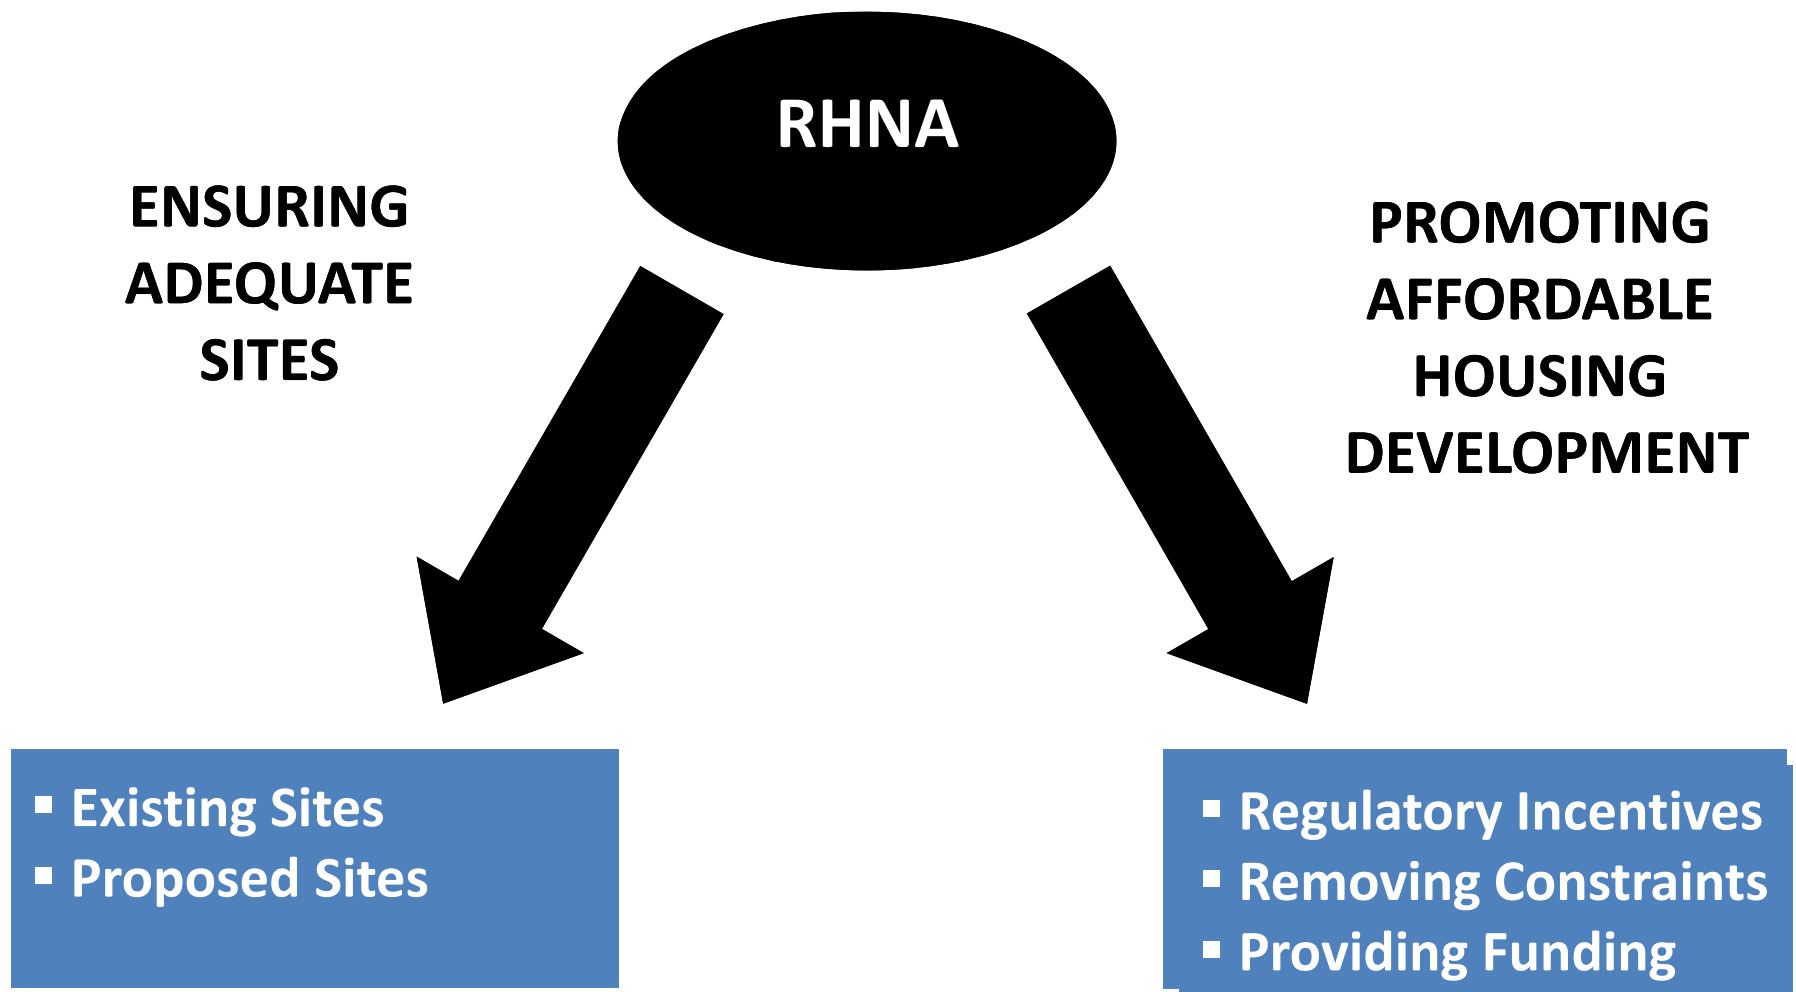 RHNA
ENSURING
ADEQUATE
SITES
PROMOTING
AFFORDABLE
HOUSING
DEVELOPMENT
▪ Existing Sites
▪ Proposed Sites
▪ Regulatory Incentives
▪ Removing Constraints
▪ Providing Funding